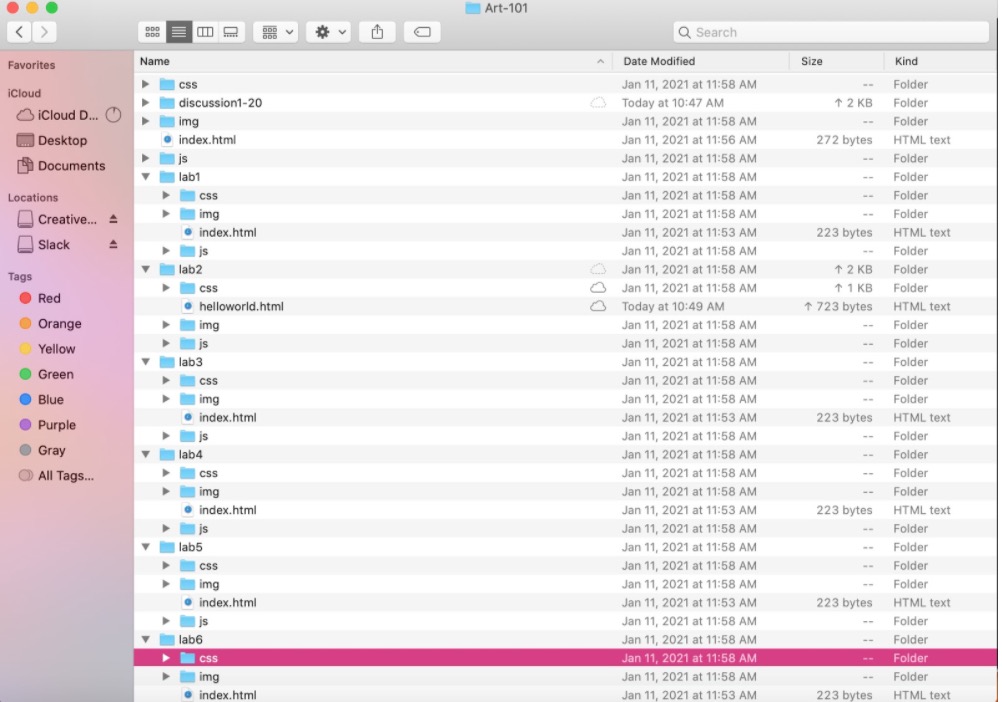 Art-101
Search
Favorites
iCloud
iCloud D...
Desktop
Documents
Locations
Creative...
Slack
Tags
Red
Orange
Yellow
Green
Blue
Purple
Gray
All Tags...
Name Date Modified Size Kind
css Jan 11, 2021 at 11:58 AM -- Folder
discussion1-20 Today at 10:47 AM ↑ 2 KB Folder
img Jan 11, 2021 at 11:58 AM -- Folder
index.html Jan 11, 2021 at 11:56 AM 272 bytes HTML text
js Jan 11, 2021 at 11:58 AM -- Folder
lab1 Jan 11, 2021 at 11:58 AM -- Folder
css Jan 11, 2021 at 11:58 AM -- Folder
img Jan 11, 2021 at 11:58 AM -- Folder
index.html Jan 11, 2021 at 11:53 AM 223 bytes HTML text
js Jan 11, 2021 at 11:58 AM -- Folder
lab2 Jan 11, 2021 at 11:58 AM ↑ 2 KB Folder
css Jan 11, 2021 at 11:58 AM ↑ 1 KB Folder
helloworld.html Today at 10:49 AM ↑ 723 bytes HTML text
img Jan 11, 2021 at 11:58 AM -- Folder
js Jan 11, 2021 at 11:58 AM -- Folder
lab3 Jan 11, 2021 at 11:58 AM -- Folder
css Jan 11, 2021 at 11:58 AM -- Folder
img Jan 11, 2021 at 11:58 AM -- Folder
index.html Jan 11, 2021 at 11:53 AM 223 bytes HTML text
js Jan 11, 2021 at 11:58 AM -- Folder
lab4 Jan 11, 2021 at 11:58 AM -- Folder
css Jan 11, 2021 at 11:58 AM -- Folder
img Jan 11, 2021 at 11:58 AM -- Folder
index.html Jan 11, 2021 at 11:53 AM 223 bytes HTML text
js Jan 11, 2021 at 11:58 AM -- Folder
lab5 Jan 11, 2021 at 11:58 AM -- Folder
css Jan 11, 2021 at 11:58 AM -- Folder
img Jan 11, 2021 at 11:58 AM -- Folder
index.html Jan 11, 2021 at 11:53 AM 223 bytes HTML text
js Jan 11, 2021 at 11:58 AM -- Folder
lab6 Jan 11, 2021 at 11:58 AM -- Folder
css Jan 11, 2021 at 11:58 AM -- Folder
img Jan 11, 2021 at 11:58 AM -- Folder
index.html Jan 11, 2021 at 11:53 AM 223 bytes HTML text